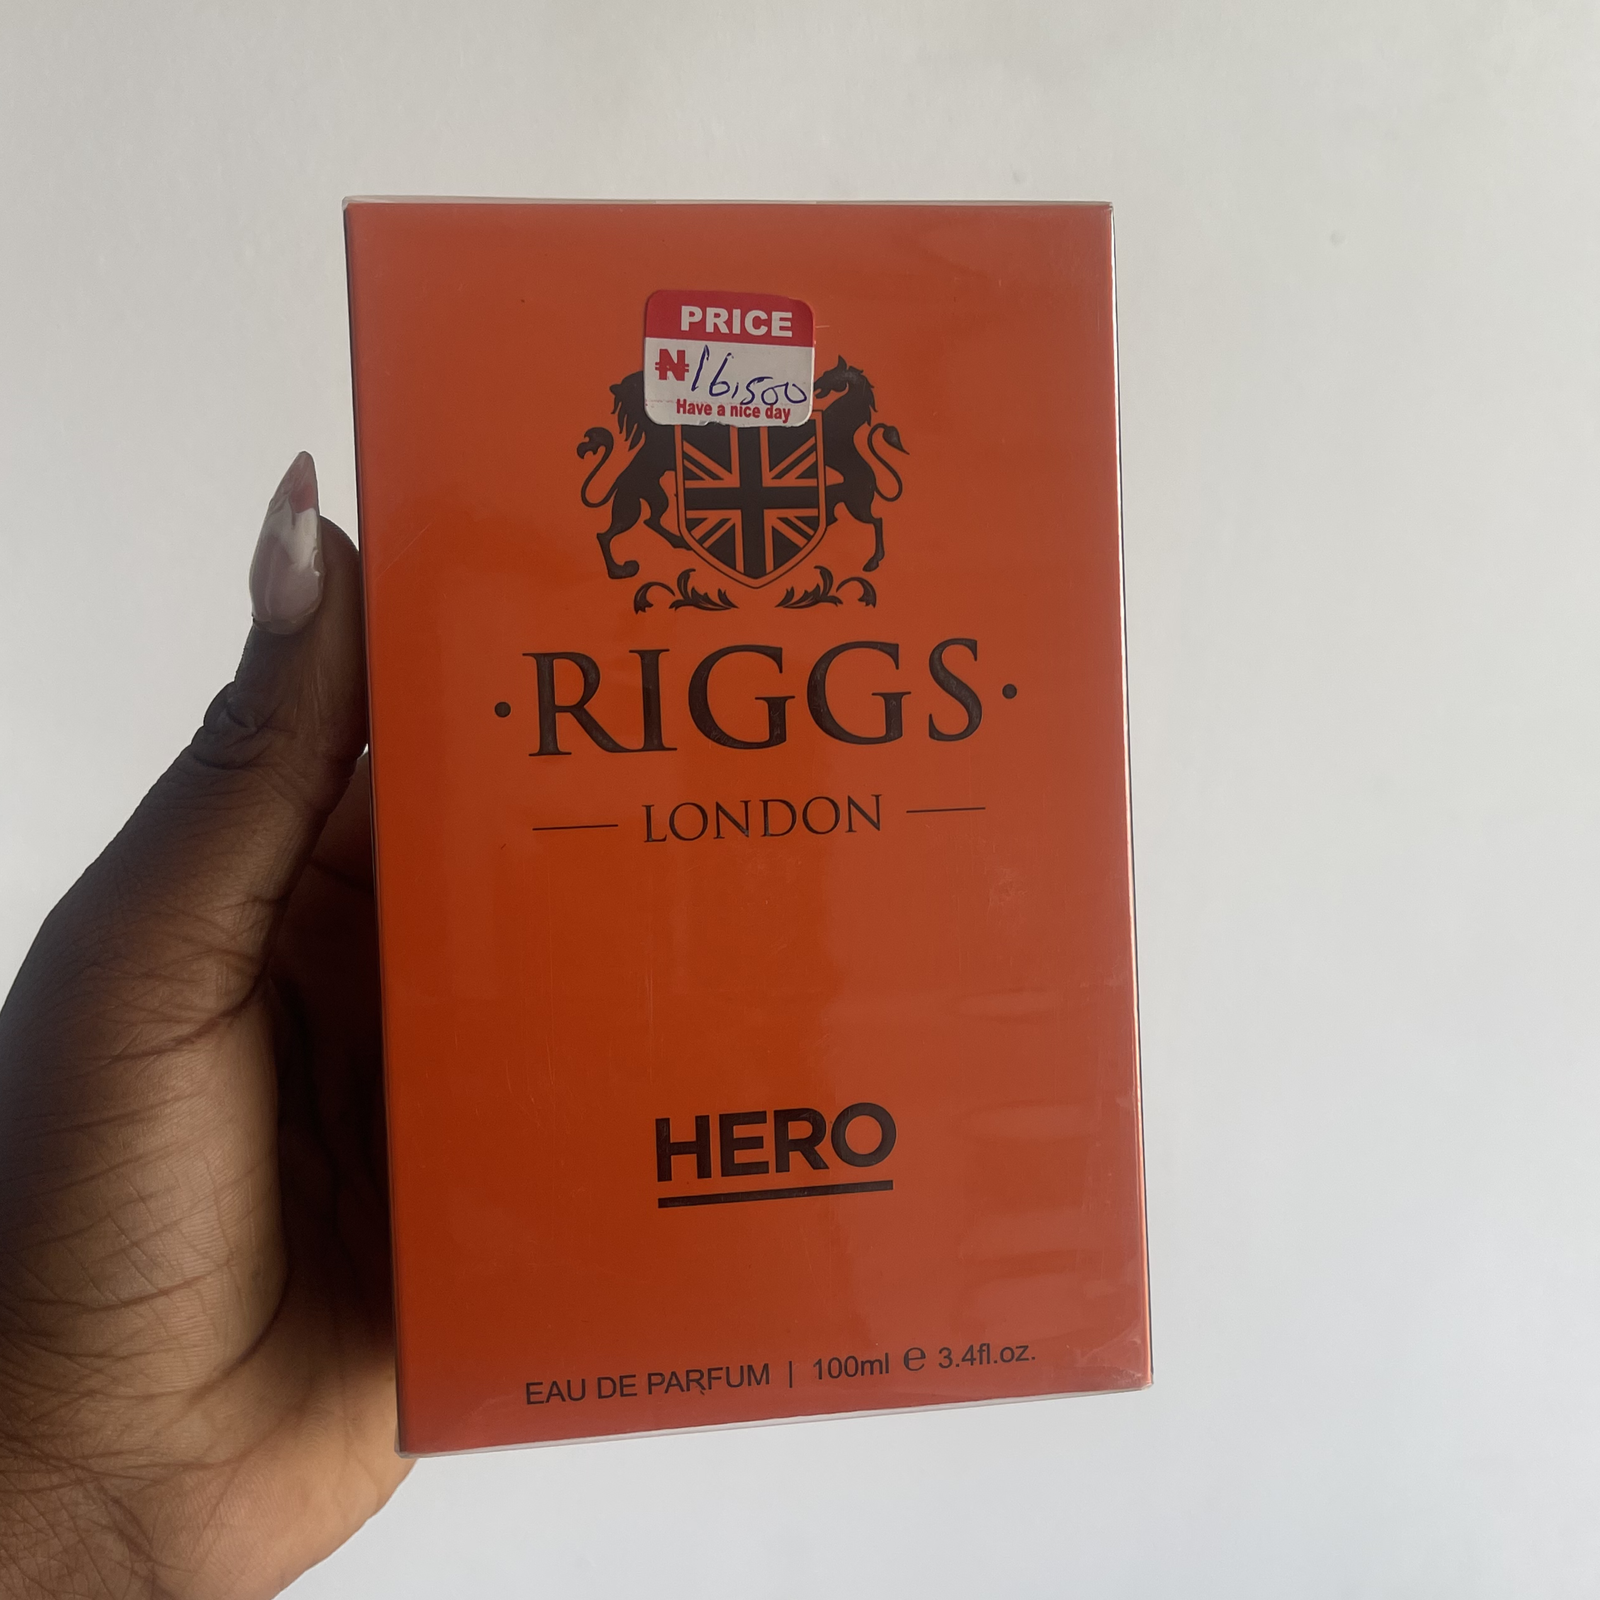 PRICE
₦16,500
Have a nice day
·RIGGS·
LONDON
HERO
EAU DE PARFUM | 100ml ℮ 3.4fl.oz.